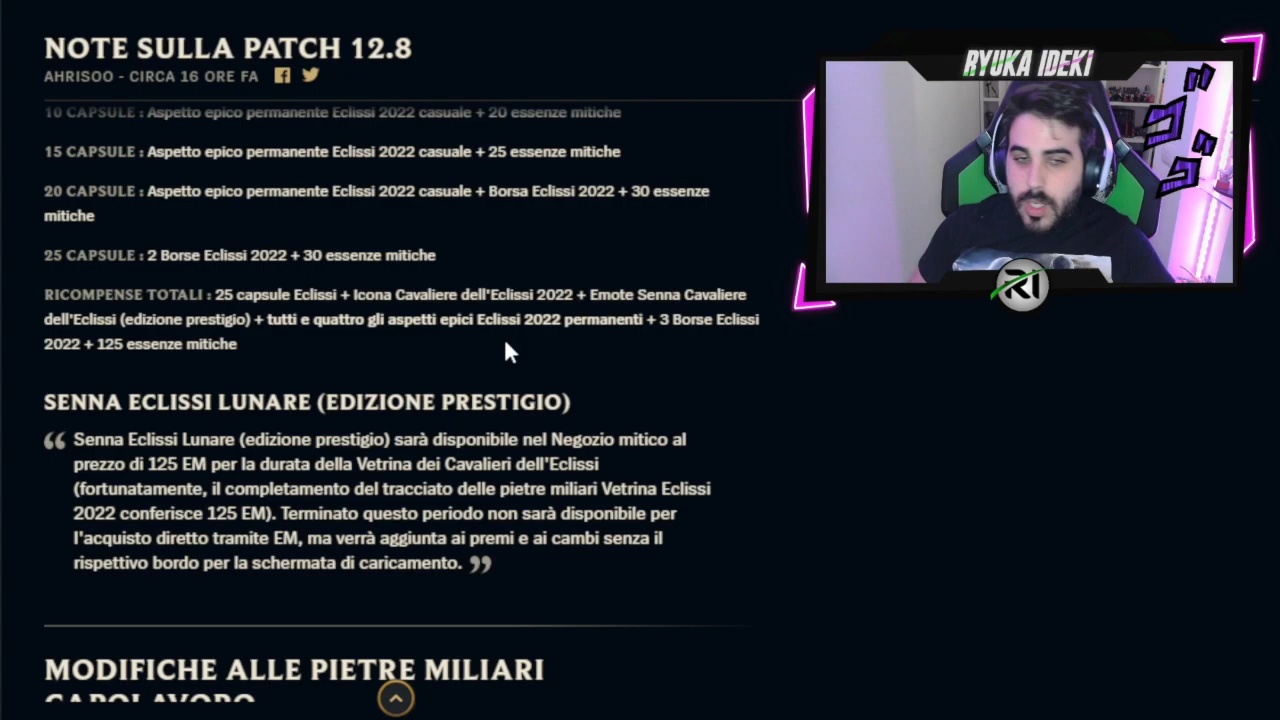 NOTE SULLA PATCH 12.8
AHRISOO - CIRCA 16 ORE FA
10 CAPSULE : Aspetto epico permanente Eclissi 2022 casuale + 20 essenze mitiche
15 CAPSULE : Aspetto epico permanente Eclissi 2022 casuale + 25 essenze mitiche
20 CAPSULE : Aspetto epico permanente Eclissi 2022 casuale + Borsa Eclissi 2022 + 30 essenze
mitiche
25 CAPSULE : 2 Borse Eclissi 2022 + 30 essenze mitiche
RICOMPENSE TOTALI : 25 capsule Eclissi + Icona Cavaliere dell'Eclissi 2022 + Emote Senna Cavaliere
dell'Eclissi (edizione prestigio) + tutti e quattro gli aspetti epici Eclissi 2022 permanenti + 3 Borse Eclissi
2022 + 125 essenze mitiche
SENNA ECLISSI LUNARE (EDIZIONE PRESTIGIO)
“ Senna Eclissi Lunare (edizione prestigio) sarà disponibile nel Negozio mitico al
prezzo di 125 EM per la durata della Vetrina dei Cavalieri dell'Eclissi
(fortunatamente, il completamento del tracciato delle pietre miliari Vetrina Eclissi
2022 conferisce 125 EM). Terminato questo periodo non sarà disponibile per
l'acquisto diretto tramite EM, ma verrà aggiunta ai premi e ai cambi senza il
rispettivo bordo per la schermata di caricamento. ”
MODIFICHE ALLE PIETRE MILIARI
CAPOLAVORO
RYUKA IDEKI
ゴゴ
RI